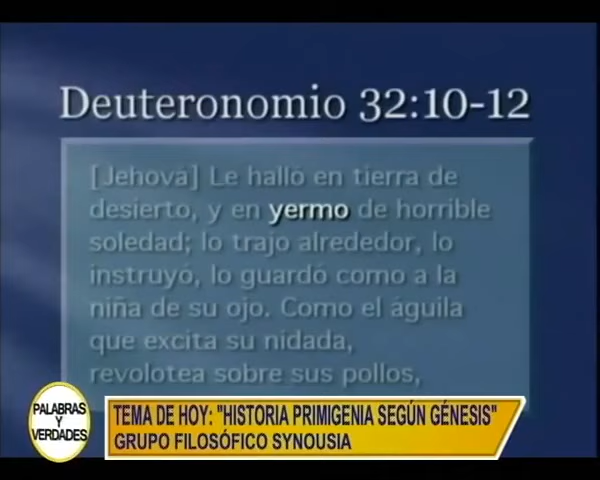 Deuteronomio 32:10-12
[Jehová] Le halló en tierra de
desierto, y en yermo de horrible
soledad; lo trajo alrededor, lo
instruyó, lo guardó como a la
niña de su ojo. Como el águila
que excita su nidada,
revolotea sobre sus pollos,
PALABRAS
Y
VERDADES
TEMA DE HOY: "HISTORIA PRIMIGENIA SEGÚN GÉNESIS"
GRUPO FILOSÓFICO SYNOUSIA